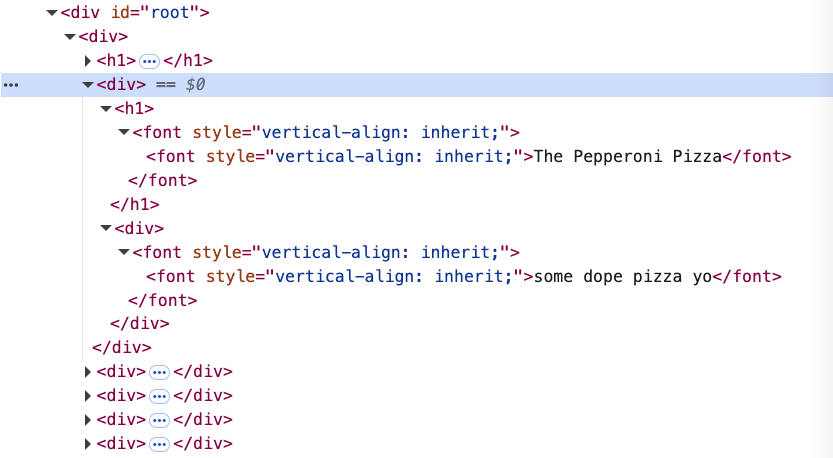 <div id="root">
<div>
<h1> ••• </h1>
••• <div> == $0
<h1>
<font style="vertical-align: inherit;">
<font style="vertical-align: inherit;">The Pepperoni Pizza</font>
</font>
</h1>
<div>
<font style="vertical-align: inherit;">
<font style="vertical-align: inherit;">some dope pizza yo</font>
</font>
</div>
</div>
<div> ••• </div>
<div> ••• </div>
<div> ••• </div>
<div> ••• </div>